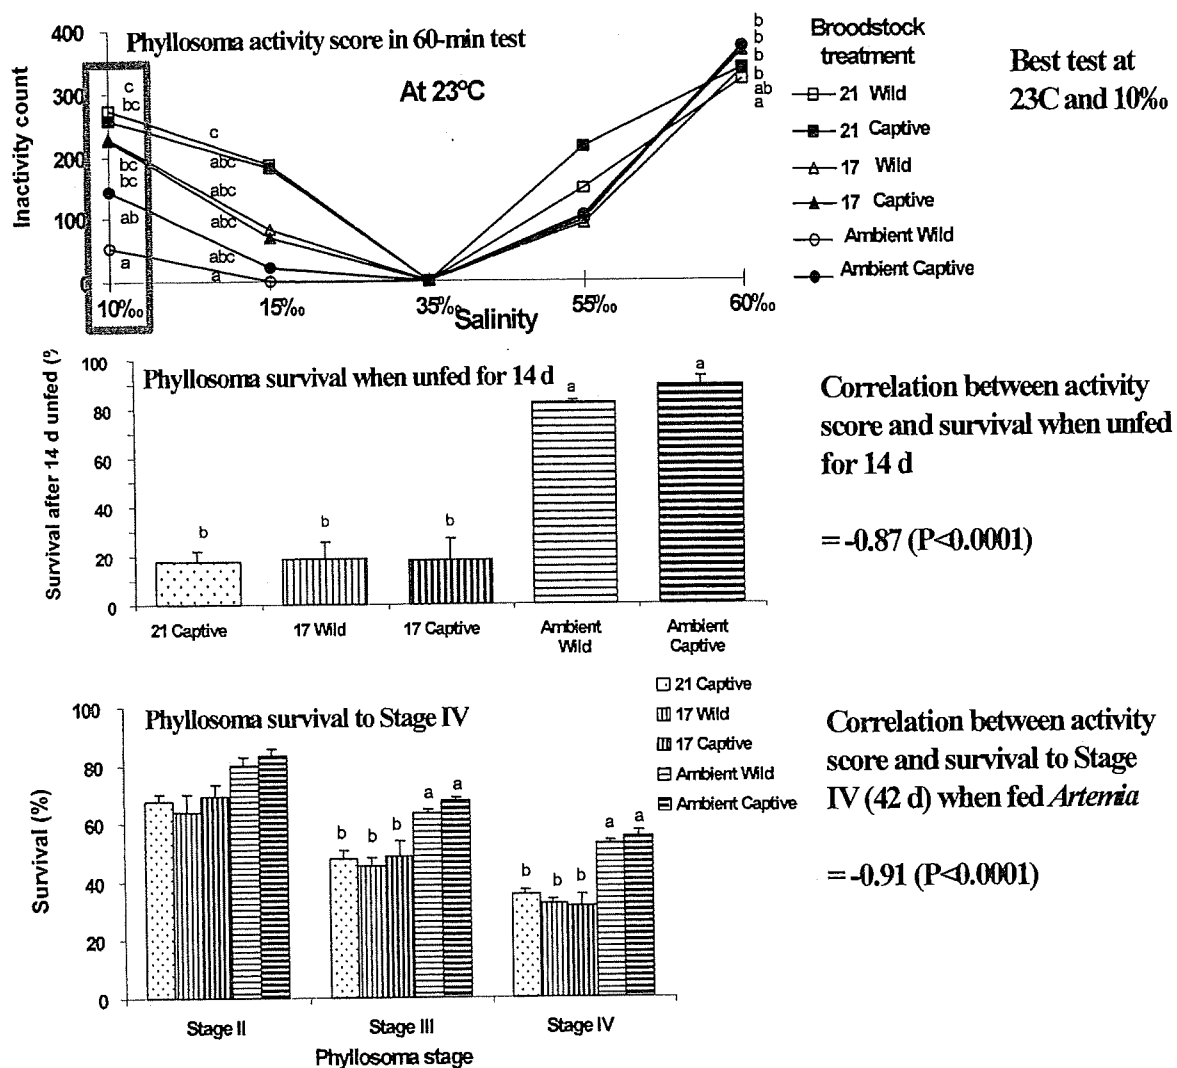 Phyllosoma activity score in 60-min test
At 23°C
Inactivity count
400
300
200
100
0
c
bc
bc
bc
ab
a
c
abc
abc
abc
abc
a
b
b
b
b
ab
a
10‰
15‰
35‰
55‰
60‰
Salinity
Broodstock
treatment
21 Wild
21 Captive
17 Wild
17 Captive
Ambient Wild
Ambient Captive
Best test at
23C and 10‰
Phyllosoma survival when unfed for 14 d
Survival after 14 d unfed (%
100
80
60
40
20
0
b
b
b
a
a
21 Captive
17 Wild
17 Captive
Ambient
Wild
Ambient
Captive
Correlation between activity
score and survival when unfed
for 14 d
= -0.87 (P<0.0001)
Phyllosoma survival to Stage IV
Survival (%)
100
80
60
40
20
0
b
b
b
a
a
b
b
b
a
a
Stage II
Stage III
Stage IV
Phyllosoma stage
21 Captive
17 Wild
17 Captive
Ambient Wild
Ambient Captive
Correlation between activity
score and survival to Stage
IV (42 d) when fed Artemia
= -0.91 (P<0.0001)